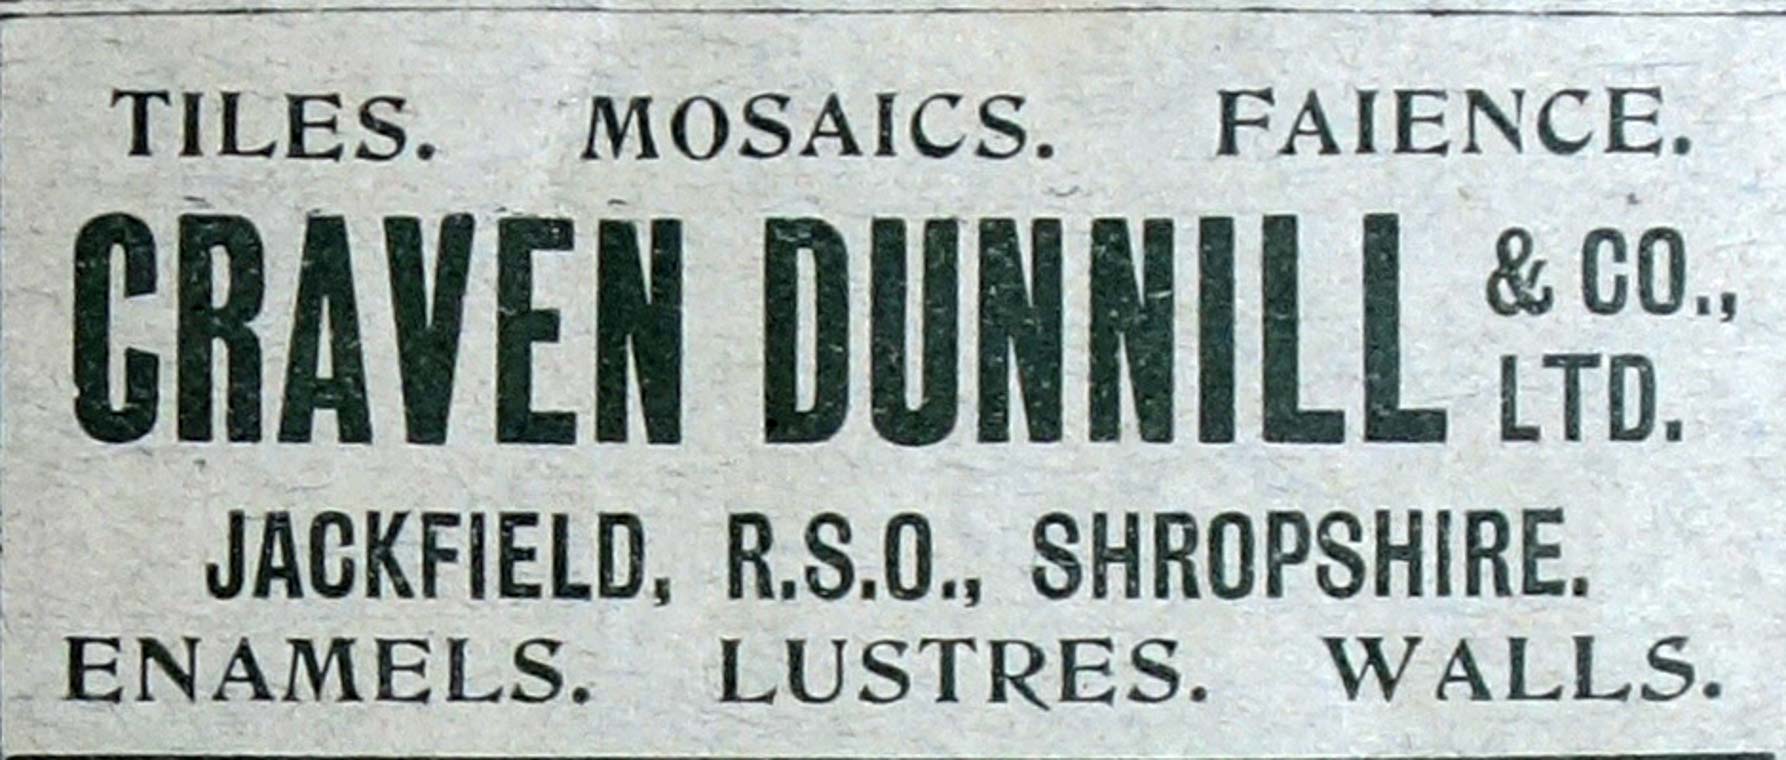 TILES. MOSAICS. FAIENCE.
CRAVEN DUNNILL & CO., LTD.
JACKFIELD, R.S.O., SHROPSHIRE.
ENAMELS. LUSTRES. WALLS.